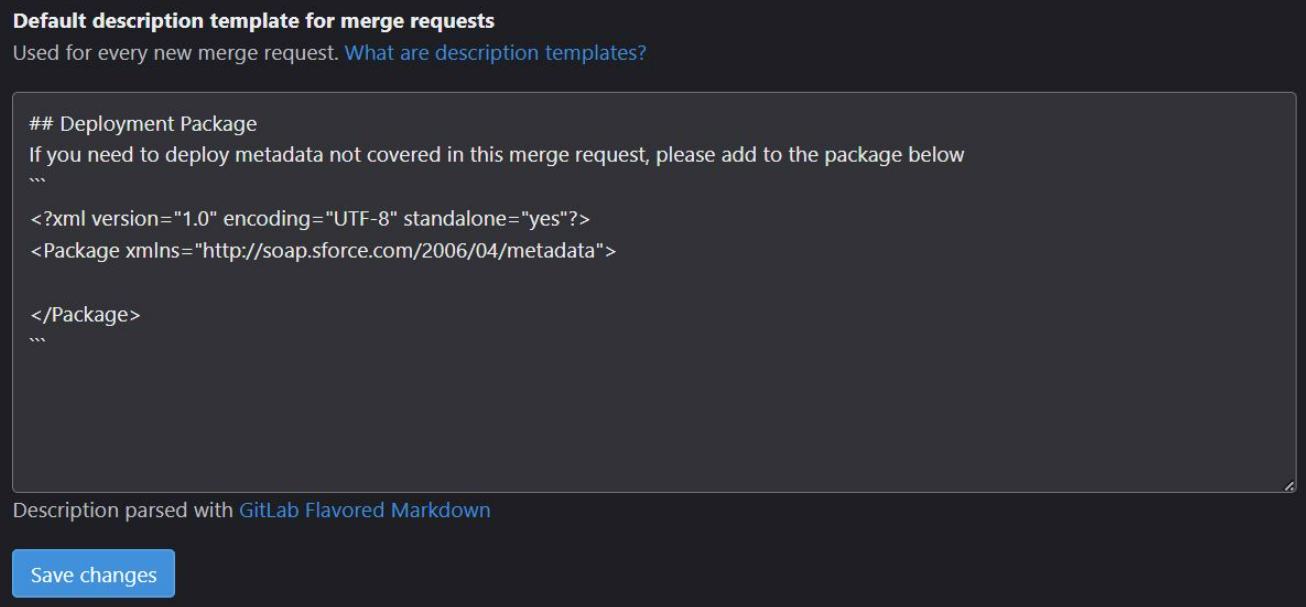 Default description template for merge requests
Used for every new merge request. What are description templates?
## Deployment Package
If you need to deploy metadata not covered in this merge request, please add to the package below
```
<?xml version="1.0" encoding="UTF-8" standalone="yes"?>
<Package xmlns="http://soap.sforce.com/2006/04/metadata">

</Package>
```
Description parsed with GitLab Flavored Markdown
Save changes